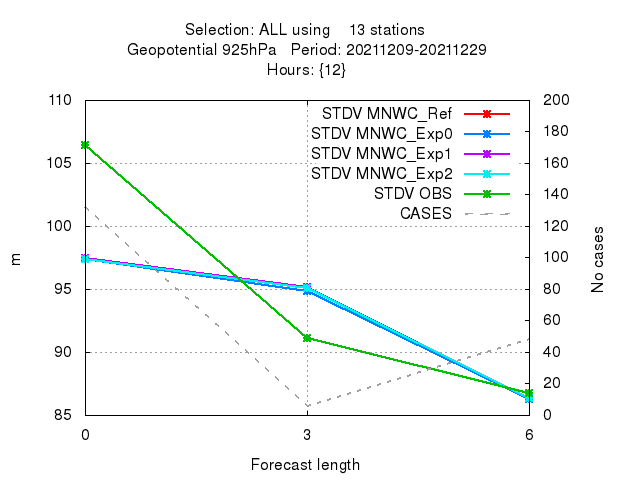 Selection: ALL using 13 stations
Geopotential 925hPa Period: 20211209-20211229
Hours: {12}
110 200
STDV MNWC_Ref
180
STDV MNWC_Exp0
105 160
STDV MNWC_Exp1
STDV MNWC_Exp2
140
STDV OBS
100 120
CASES
m
No cases
100
95 80
60
90 40
20
85 0
0 3 6
Forecast length